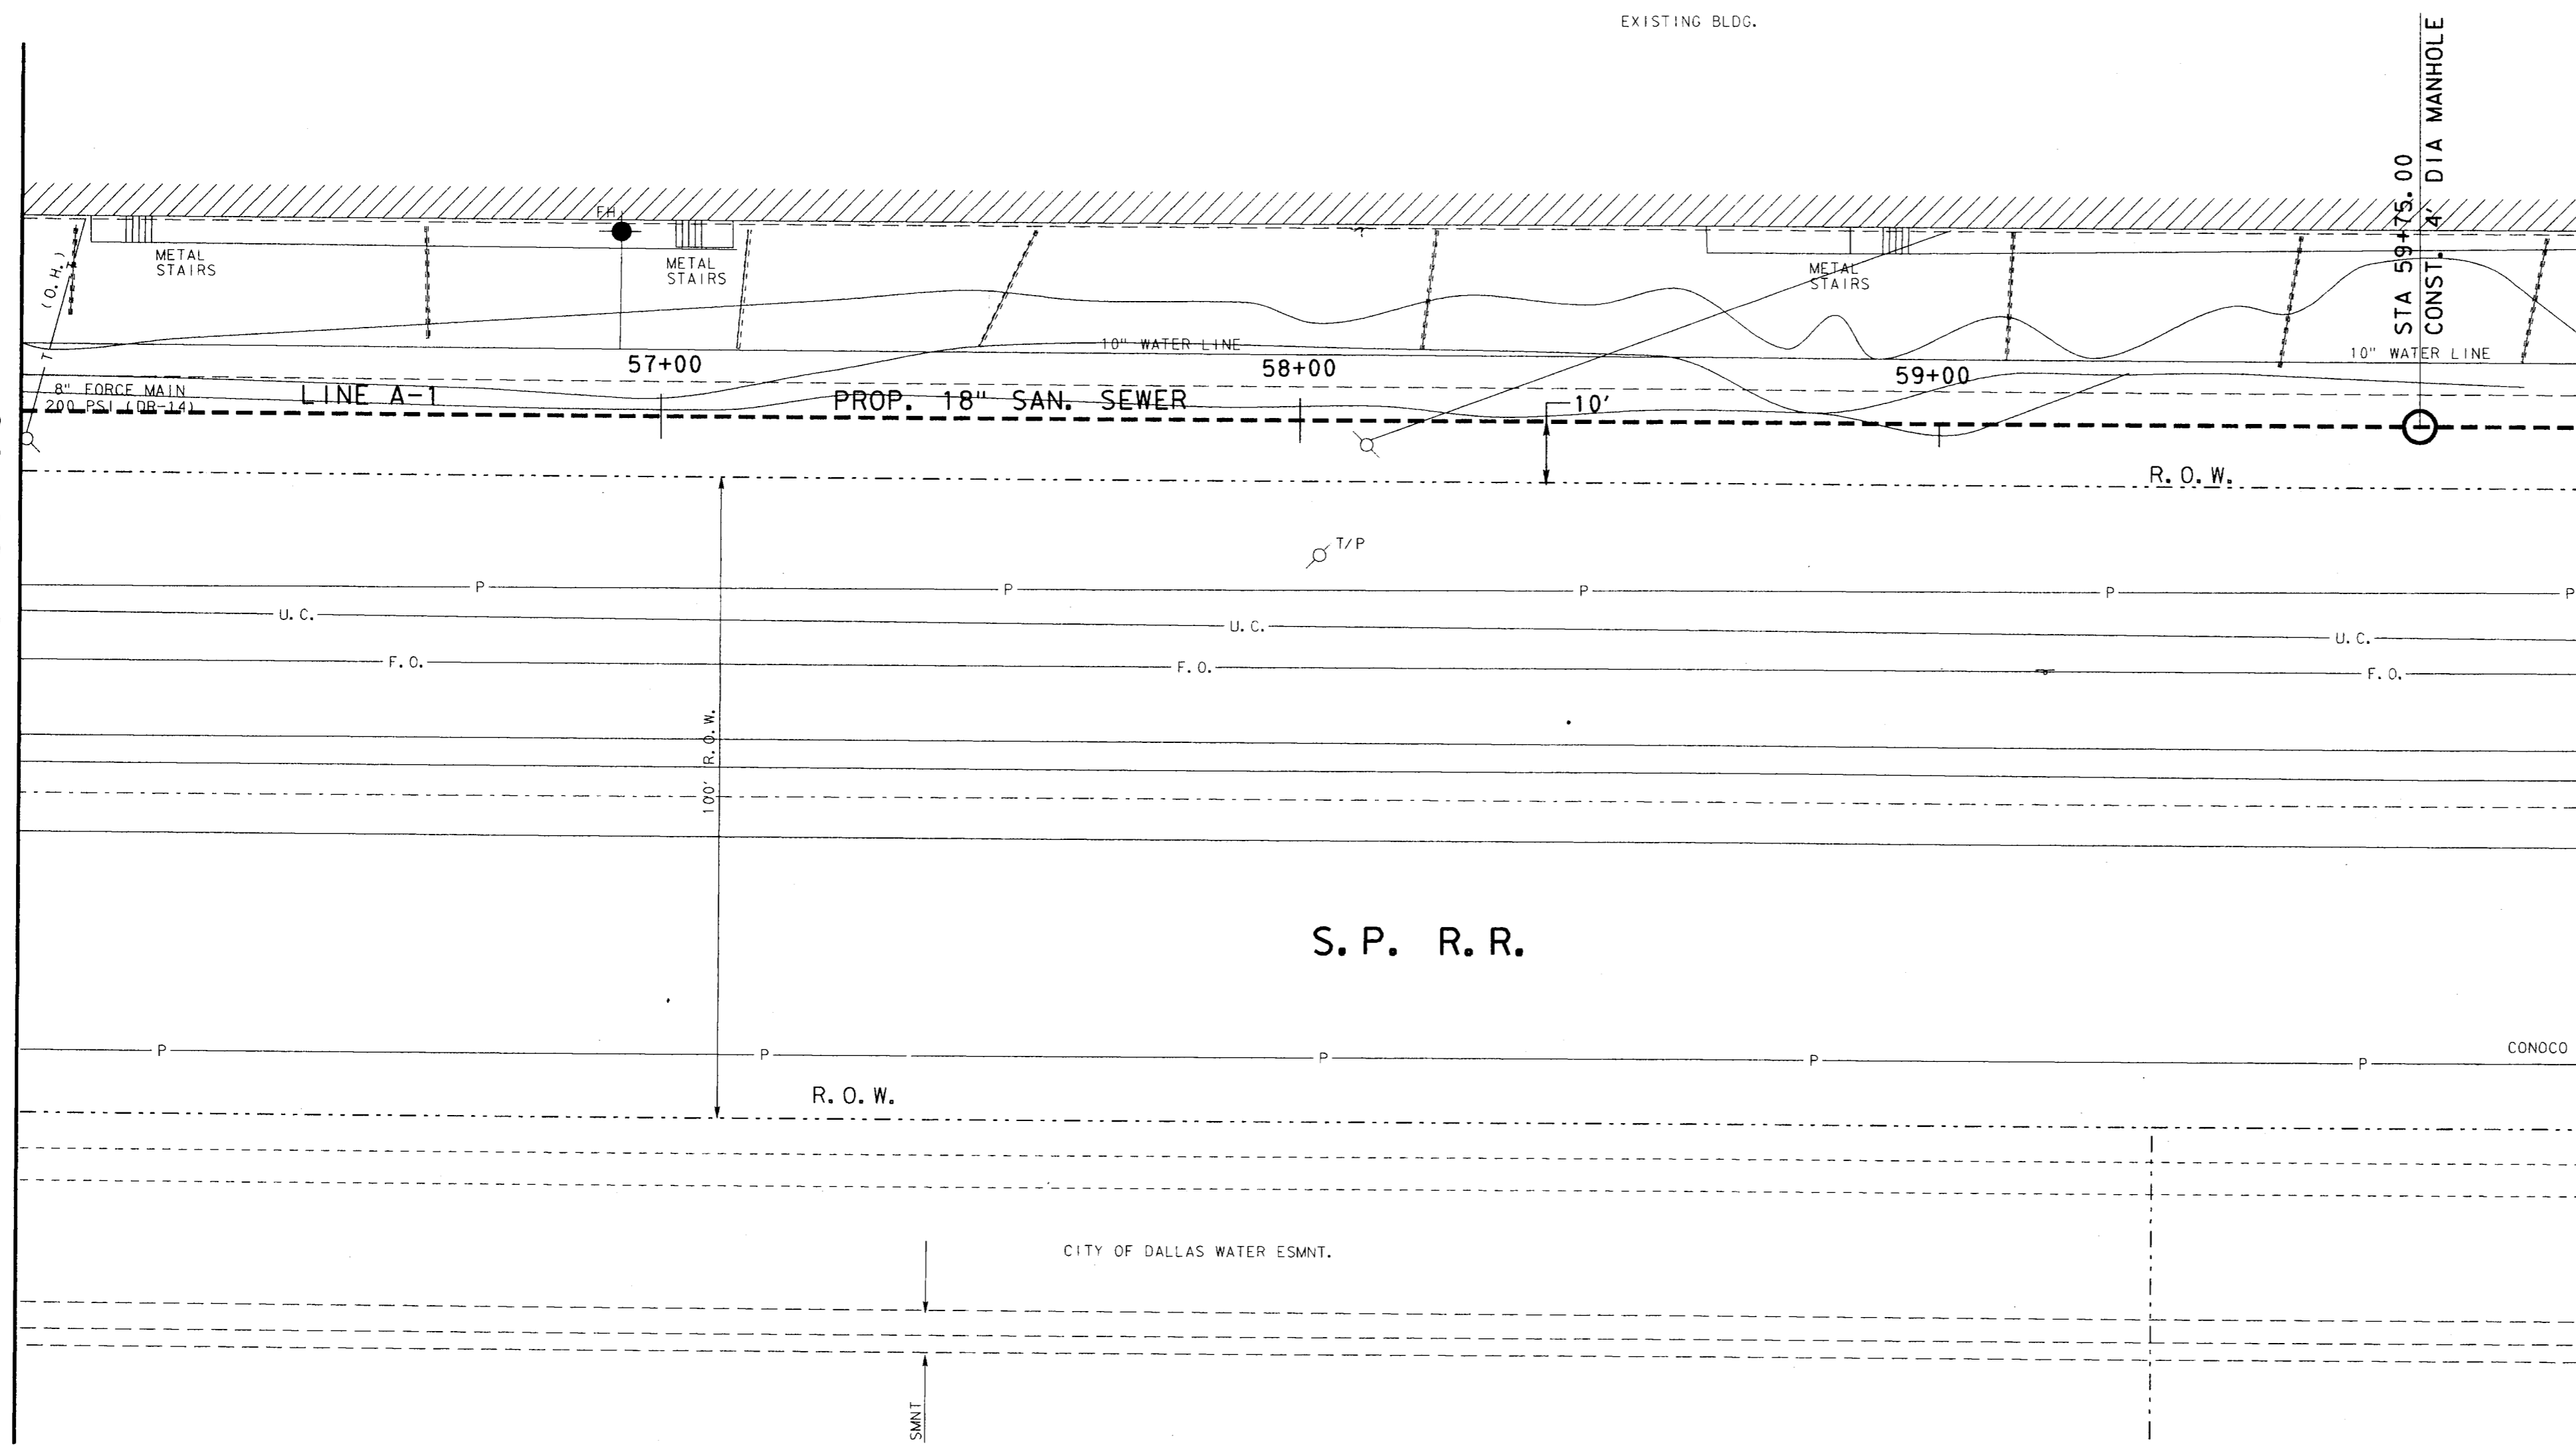 EXISTING BLDG.
STA 59+75.00
CONST. 4' DIA MANHOLE
FH
METAL
STAIRS
METAL
STAIRS
METAL
STAIRS
(O.H.)
T
10" WATER LINE
10" WATER LINE
57+00
58+00
59+00
8" FORCE MAIN
200 PSI (DR-14)
LINE A-1
PROP. 18" SAN. SEWER
10'
R.O.W.
T/P
P
P
P
P
P
U.C.
U.C.
U.C.
F.O.
F.O.
F.O.
100' R.O.W.
S.P. R.R.
P
P
P
P
P
CONOCO
R.O.W.
CITY OF DALLAS WATER ESMNT.
SMNT